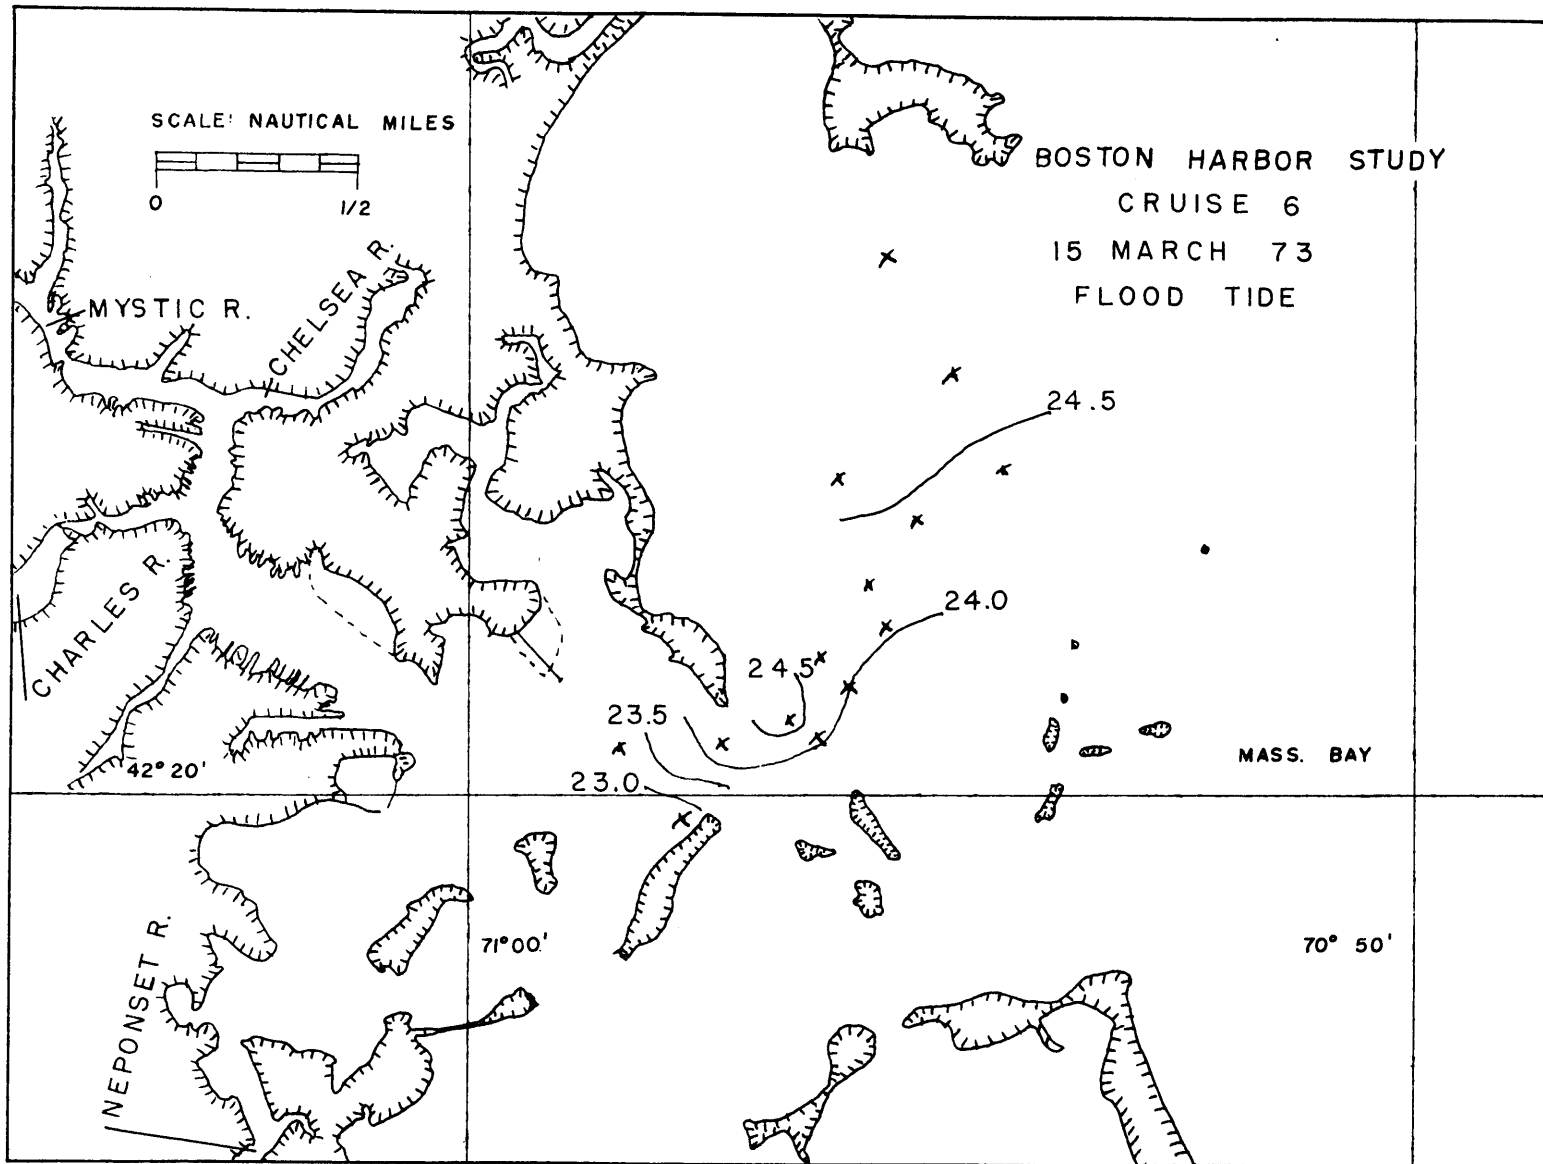 SCALE: NAUTICAL MILES
0 1/2
BOSTON HARBOR STUDY
CRUISE 6
15 MARCH 73
FLOOD TIDE
MYSTIC R.
CHELSEA R.
24.5
CHARLES R.
24.0
24.5
23.5
42° 20'
23.0
MASS. BAY
NEPONSET R.
71°00'
70° 50'